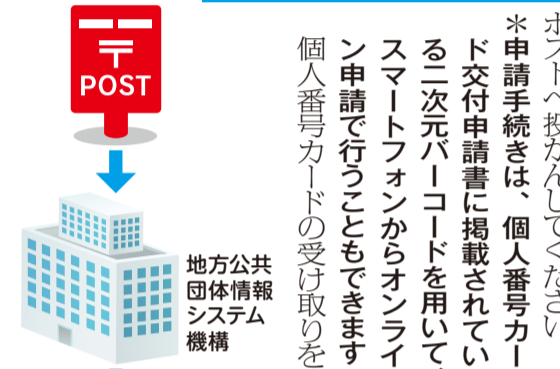 ポストへ投かんしてください
＊申請手続きは、個人番号カー
ド交付申請書に掲載されてい
る二次元バーコードを用いて、
スマートフォンからオンライ
ン申請で行うこともできます
個人番号カードの受け取りを
〒
POST
地方公共
団体情報
システム
機構